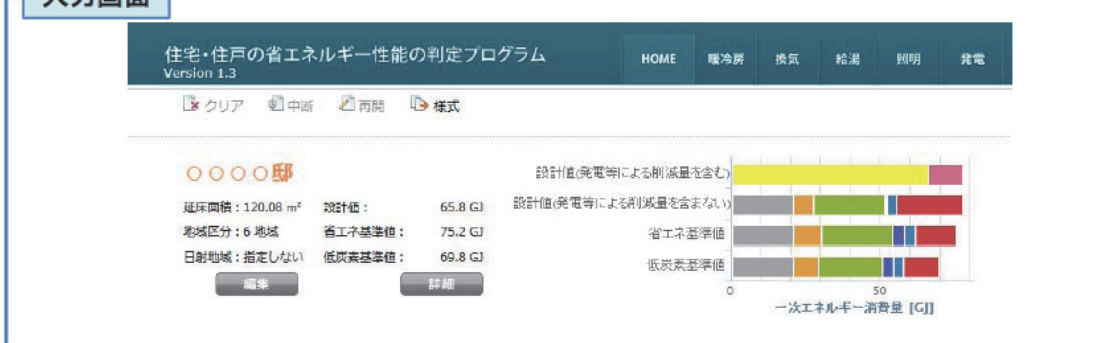 入力画面
住宅・住戸の省エネルギー性能の判定プログラム
Version 1.3
HOME 暖冷房 換気 給湯 照明 発電
クリア 中断 再開 様式
○○○○邸
延床面積：120.08 m² 設計値： 65.8 GJ
地域区分：6 地域 省エネ基準値： 75.2 GJ
日射地域：指定しない 低炭素基準値： 69.8 GJ
編集 詳細
設計値(発電等による削減量を含む)
設計値(発電等による削減量を含まない)
省エネ基準値
低炭素基準値
0 50
一次エネルギー消費量 [GJ]